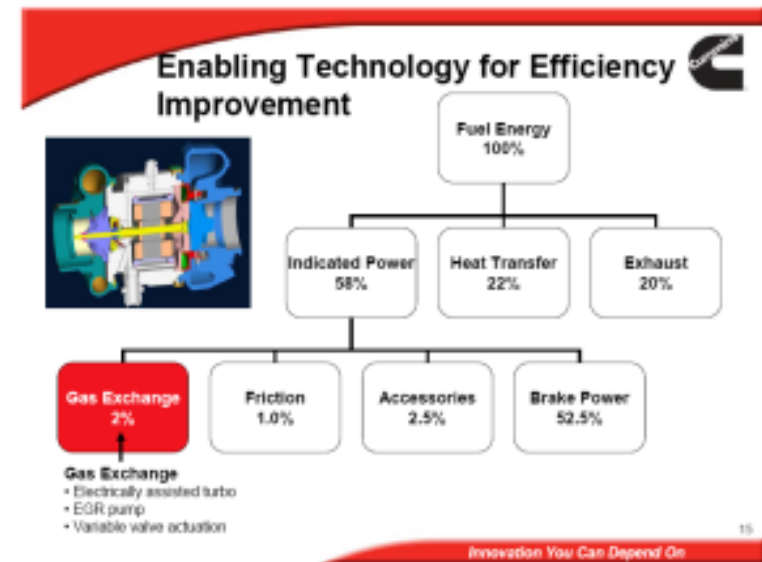 Enabling Technology for Efficiency
Improvement
Cummins
Fuel Energy
100%
Indicated Power
58%
Heat Transfer
22%
Exhaust
20%
Gas Exchange
2%
Friction
1.0%
Accessories
2.5%
Brake Power
52.5%
Gas Exchange
• Electrically assisted turbo
• EGR pump
• Variable valve actuation
15
Innovation You Can Depend On